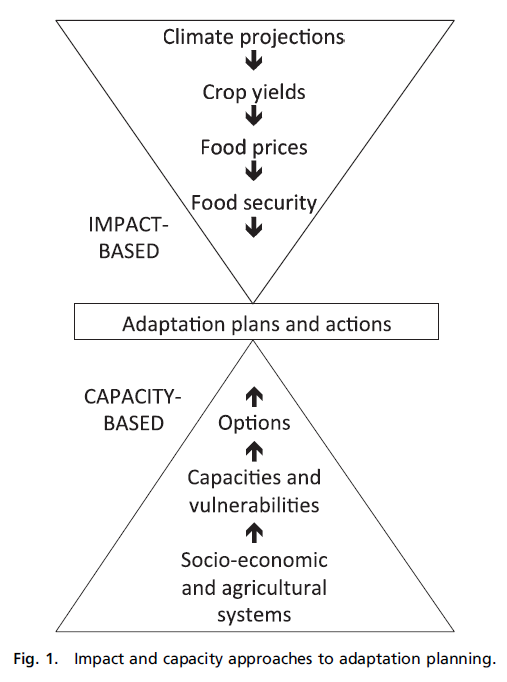 Climate projections
Crop yields
Food prices
Food security
IMPACT-
BASED
Adaptation plans and actions
CAPACITY-
BASED
Options
Capacities and
vulnerabilities
Socio-economic
and agricultural
systems
Fig. 1. Impact and capacity approaches to adaptation planning.